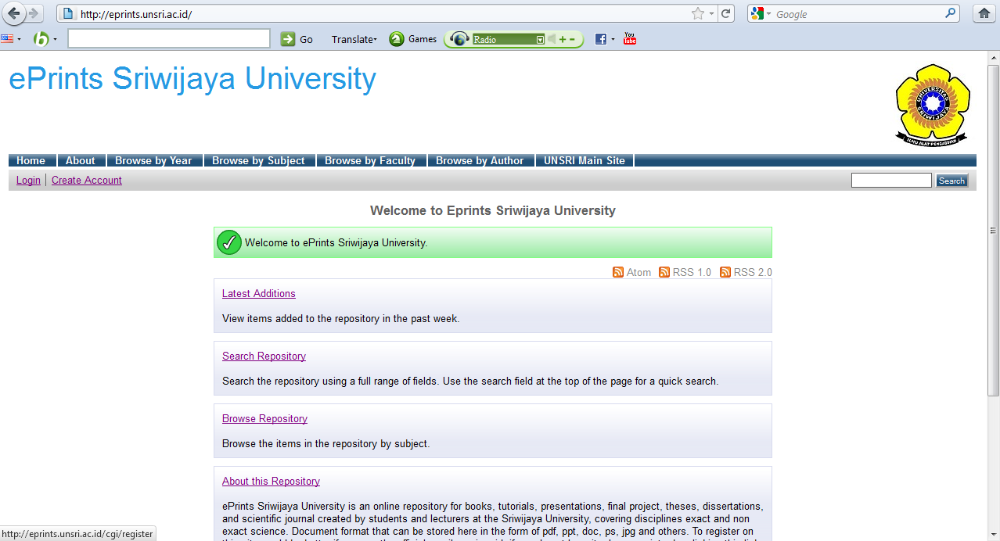 http://eprints.unsri.ac.id/
Google
Go Translate Games Radio You Tube
ePrints Sriwijaya University
UNIVERSITAS SRIWIJAYA
ILMU ALAT PENGABDIAN
Home About Browse by Year Browse by Subject Browse by Faculty Browse by Author UNSRI Main Site
Login | Create Account Search
Welcome to Eprints Sriwijaya University
Welcome to ePrints Sriwijaya University.
Atom RSS 1.0 RSS 2.0
Latest Additions
View items added to the repository in the past week.
Search Repository
Search the repository using a full range of fields. Use the search field at the top of the page for a quick search.
Browse Repository
Browse the items in the repository by subject.
About this Repository
ePrints Sriwijaya University is an online repository for books, tutorials, presentations, final project, theses, dissertations,
and scientific journal created by students and lecturers at the Sriwijaya University, covering disciplines exact and non
exact science. Document format that can be stored here in the form of pdf, ppt, doc, ps, jpg and others. To register on
http://eprints.unsri.ac.id/cgi/register